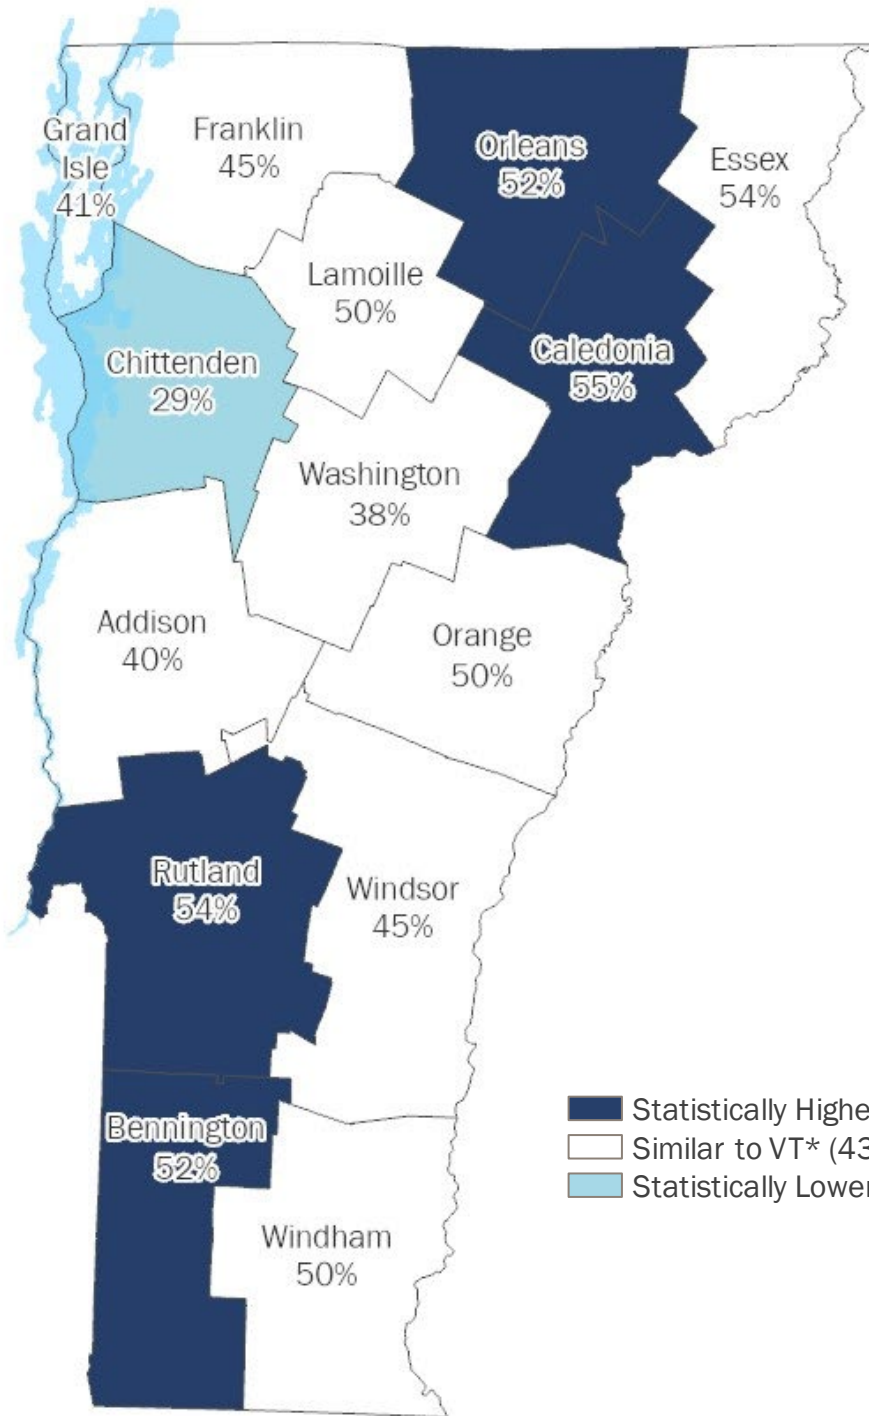 Grand
Isle
41%
Franklin
45%
Orleans
52%
Essex
54%
Lamoille
50%
Chittenden
29%
Caledonia
55%
Washington
38%
Addison
40%
Orange
50%
Rutland
54%
Windsor
45%
Bennington
52%
Statistically Highe
Similar to VT* (43
Statistically Lower
Windham
50%